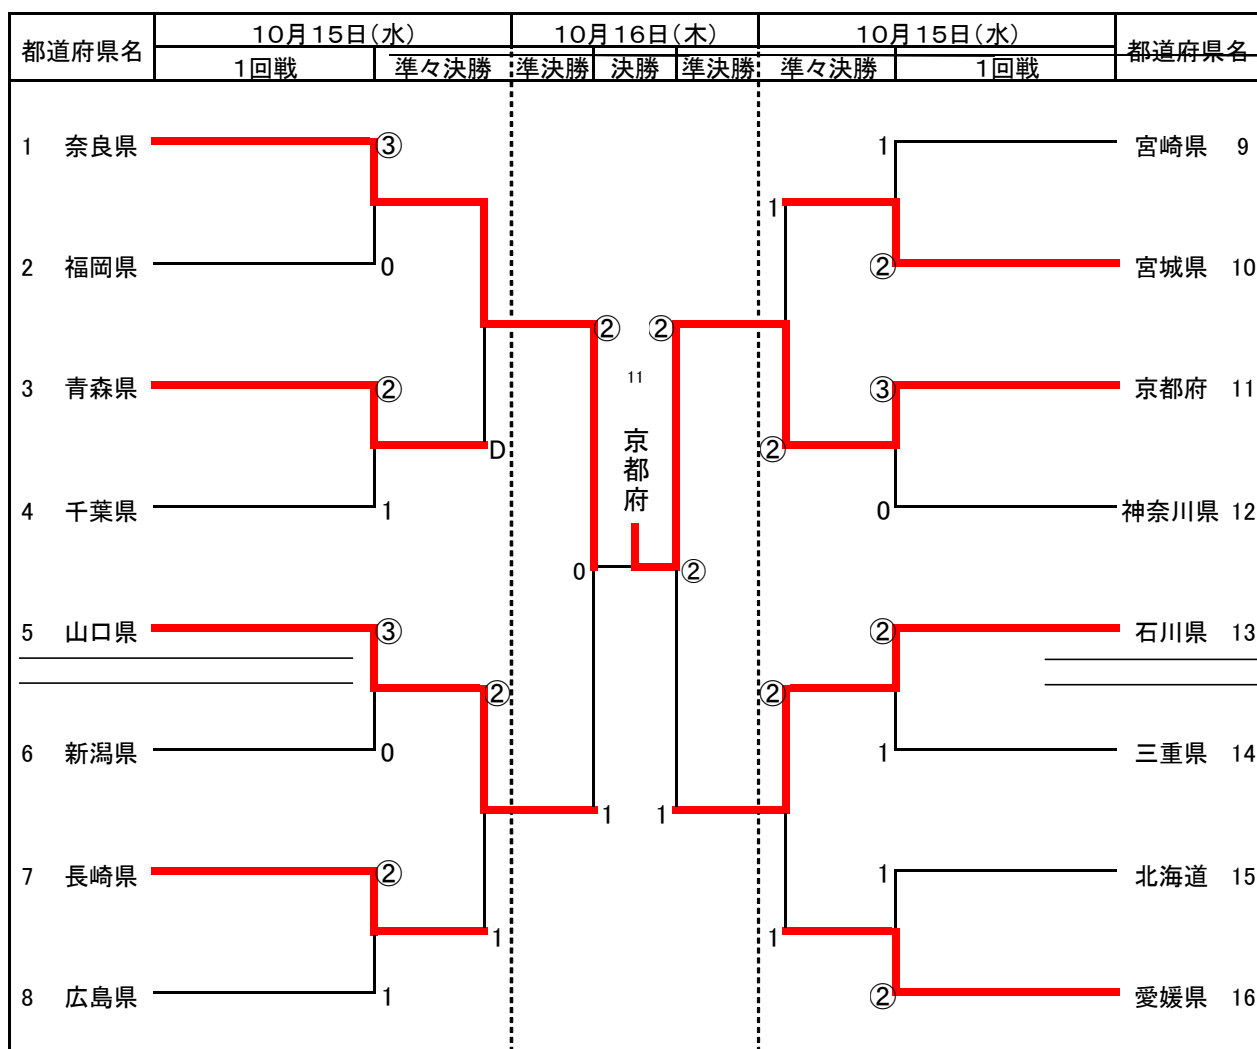 都道府県名 10月15日(水) 10月16日(木) 10月15日(水) 都道府県名
1回戦 準々決勝 準決勝 決勝 準決勝 準々決勝 1回戦
1 奈良県 ③ 1 宮崎県 9
1
2 福岡県 0 ② 宮城県 10
② ②
11
3 青森県 ② ③ 京都府 11
京都府
D ②
4 千葉県 1 0 神奈川県 12
0 ②
5 山口県 ③ ② 石川県 13
② ②
6 新潟県 0 1 三重県 14
1 1
7 長崎県 ② 1 北海道 15
1 1
8 広島県 1 ② 愛媛県 16